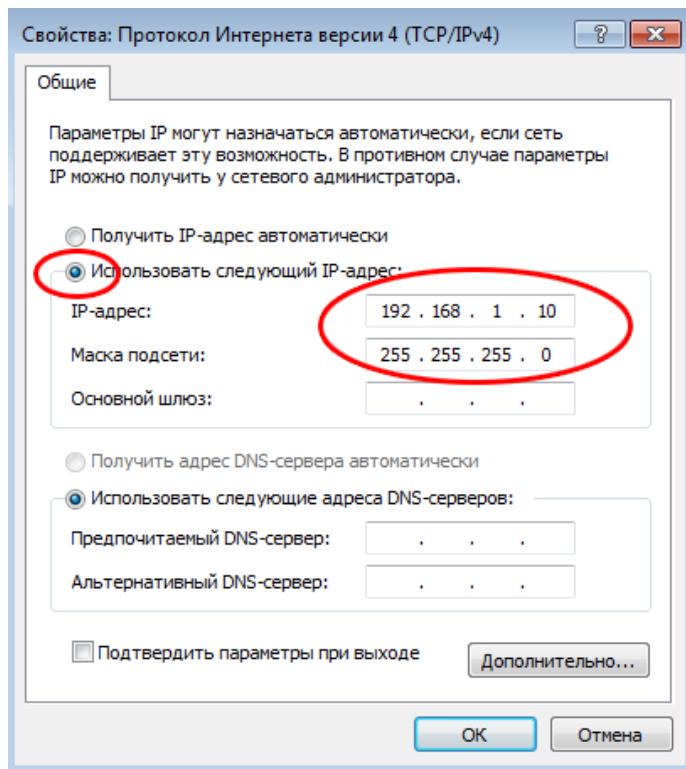 Свойства: Протокол Интернета версии 4 (TCP/IPv4)
Общие
Параметры IP могут назначаться автоматически, если сеть
поддерживает эту возможность. В противном случае параметры
IP можно получить у сетевого администратора.
Получить IP-адрес автоматически
Использовать следующий IP-адрес:
IP-адрес: 192 . 168 . 1 . 10
Маска подсети: 255 . 255 . 255 . 0
Основной шлюз: . . .
Получить адрес DNS-сервера автоматически
Использовать следующие адреса DNS-серверов:
Предпочитаемый DNS-сервер: . . .
Альтернативный DNS-сервер: . . .
Подтвердить параметры при выходе
Дополнительно...
ОК Отмена